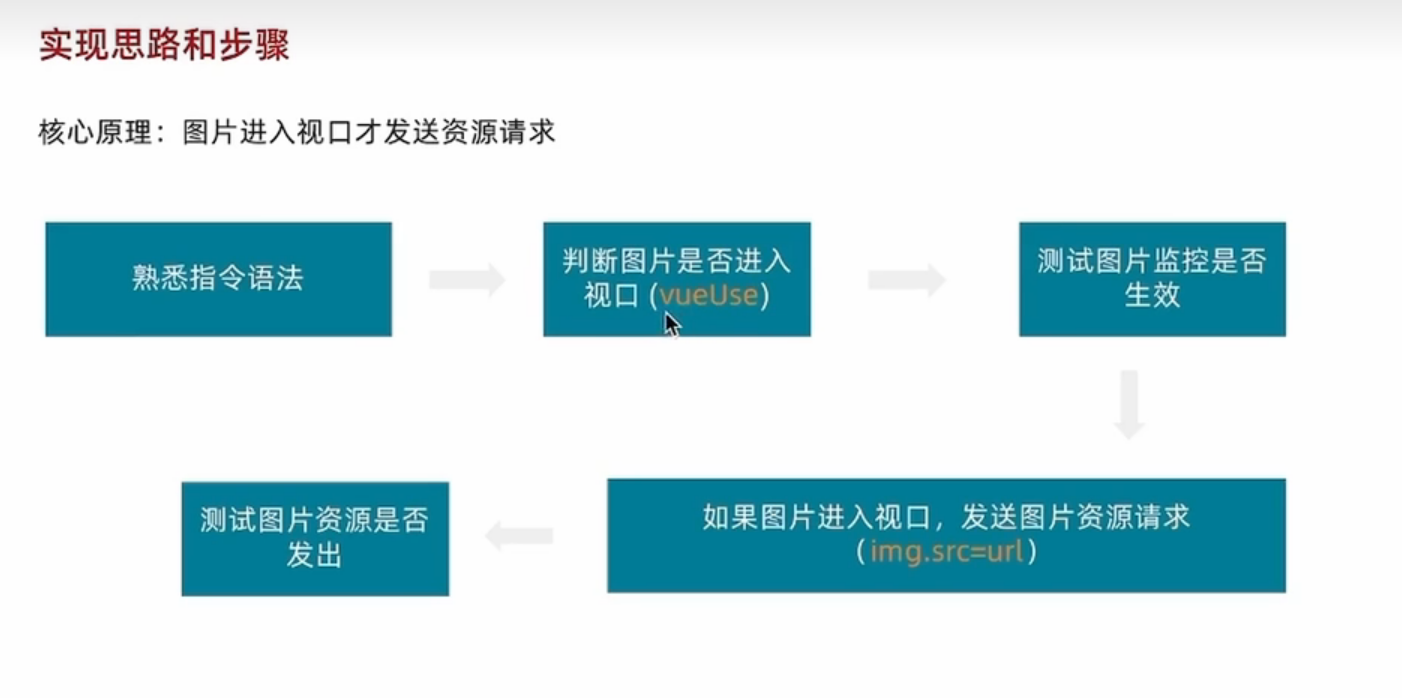 实现思路和步骤
核心原理：图片进入视口才发送资源请求
熟悉指令语法
判断图片是否进入
视口 (vueUse)
测试图片监控是否
生效
如果图片进入视口，发送图片资源请求
（img.src=url）
测试图片资源是否
发出